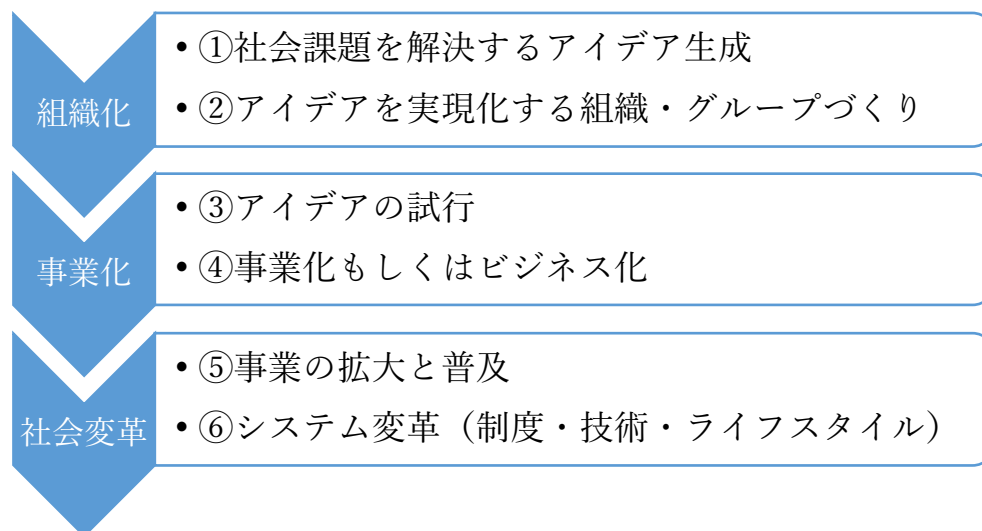 組織化
•①社会課題を解決するアイデア生成
•②アイデアを実現化する組織・グループづくり
事業化
•③アイデアの試行
•④事業化もしくはビジネス化
社会変革
•⑤事業の拡大と普及
•⑥システム変革（制度・技術・ライフスタイル）